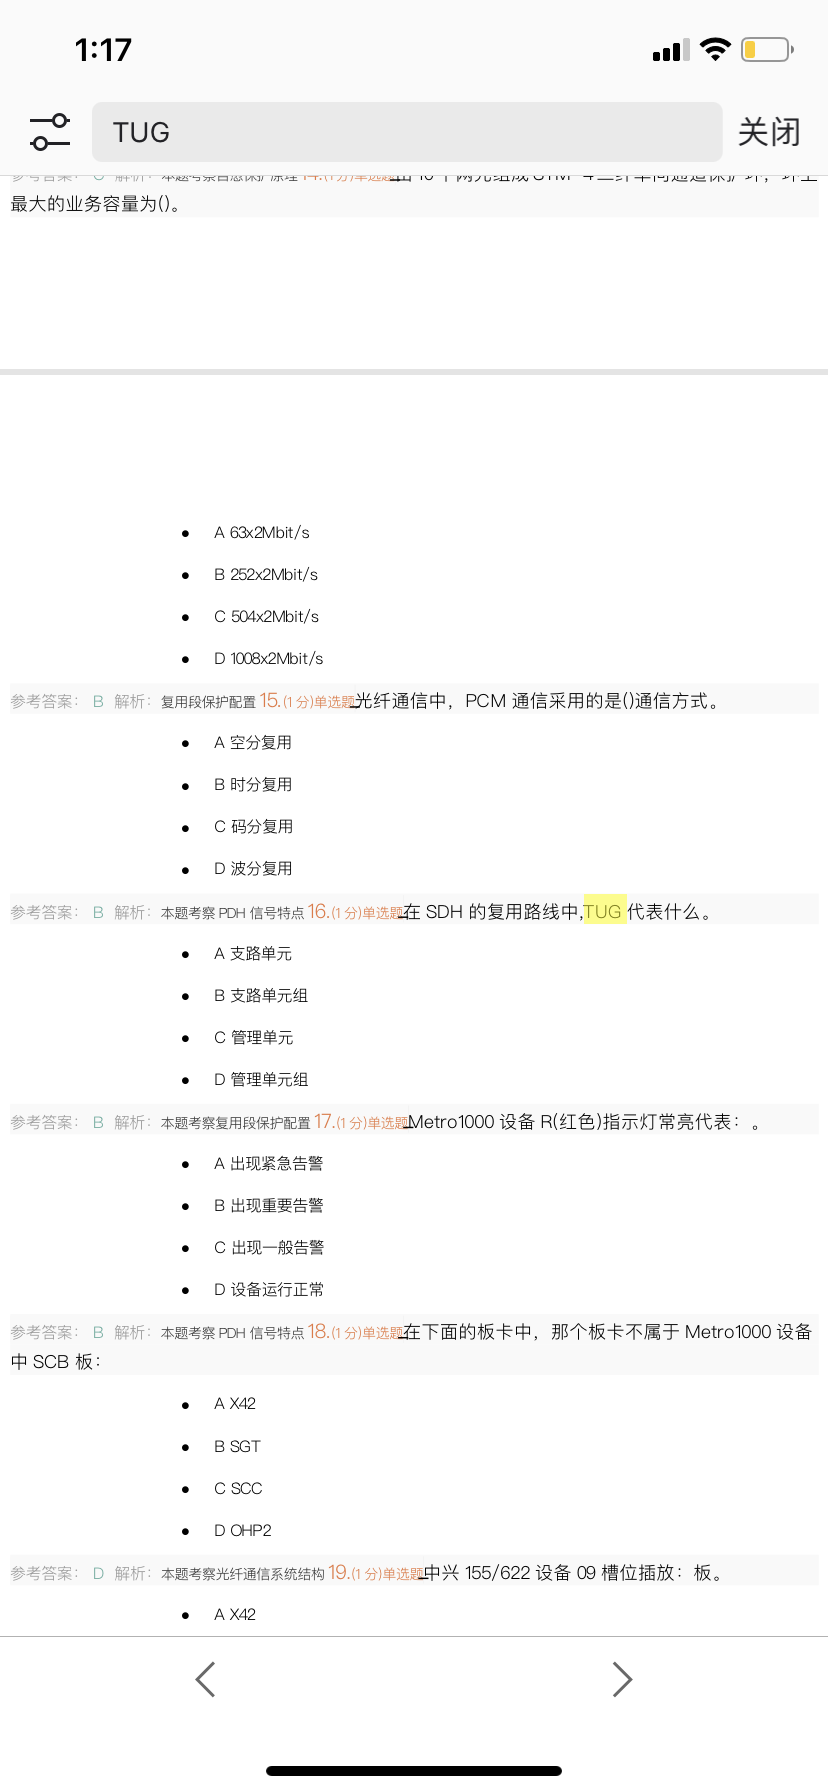 1:17
TUG
关闭
参考答案： C 解析：本题考察自愈保护原理 14.(1 分)单选题 由 16 个网元组成 STM-4 二纤单向通道保护环，环上
最大的业务容量为()。
● A 63x2Mbit/s
● B 252x2Mbit/s
● C 504x2Mbit/s
● D 1008x2Mbit/s
参考答案： B 解析：复用段保护配置 15.(1 分)单选题_光纤通信中，PCM 通信采用的是()通信方式。
● A 空分复用
● B 时分复用
● C 码分复用
● D 波分复用
参考答案： B 解析：本题考察 PDH 信号特点 16.(1 分)单选题_在 SDH 的复用路线中,TUG 代表什么。
● A 支路单元
● B 支路单元组
● C 管理单元
● D 管理单元组
参考答案： B 解析：本题考察复用段保护配置 17.(1 分)单选题_Metro1000 设备 R(红色)指示灯常亮代表：。
● A 出现紧急告警
● B 出现重要告警
● C 出现一般告警
● D 设备运行正常
参考答案： B 解析：本题考察 PDH 信号特点 18.(1 分)单选题_在下面的板卡中，那个板卡不属于 Metro1000 设备
中 SCB 板：
● A X42
● B SGT
● C SCC
● D OHP2
参考答案： D 解析：本题考察光纤通信系统结构 19.(1 分)单选题_中兴 155/622 设备 09 槽位插放：板。
● A X42